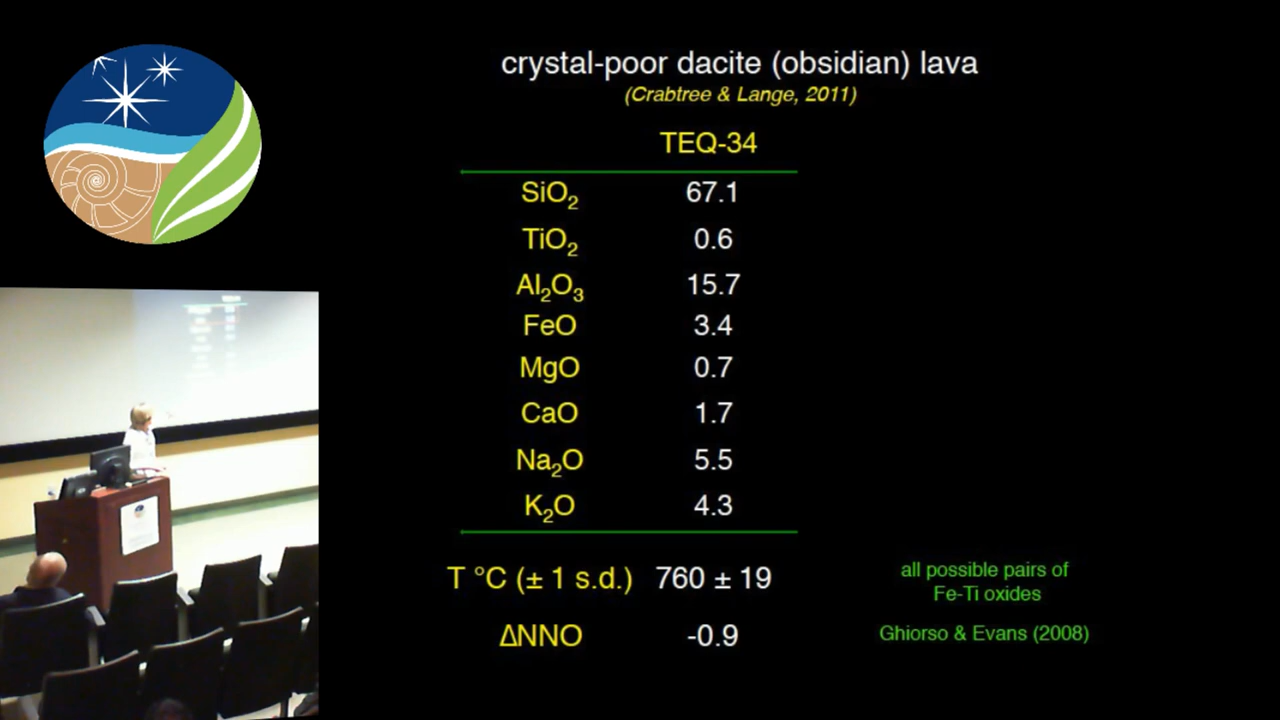 crystal-poor dacite (obsidian) lava
(Crabtree & Lange, 2011)
TEQ-34
SiO₂ 67.1
TiO₂ 0.6
Al₂O₃ 15.7
FeO 3.4
MgO 0.7
CaO 1.7
Na₂O 5.5
K₂O 4.3
T °C (± 1 s.d.) 760 ± 19
all possible pairs of
Fe-Ti oxides
ΔNNO -0.9
Ghiorso & Evans (2008)